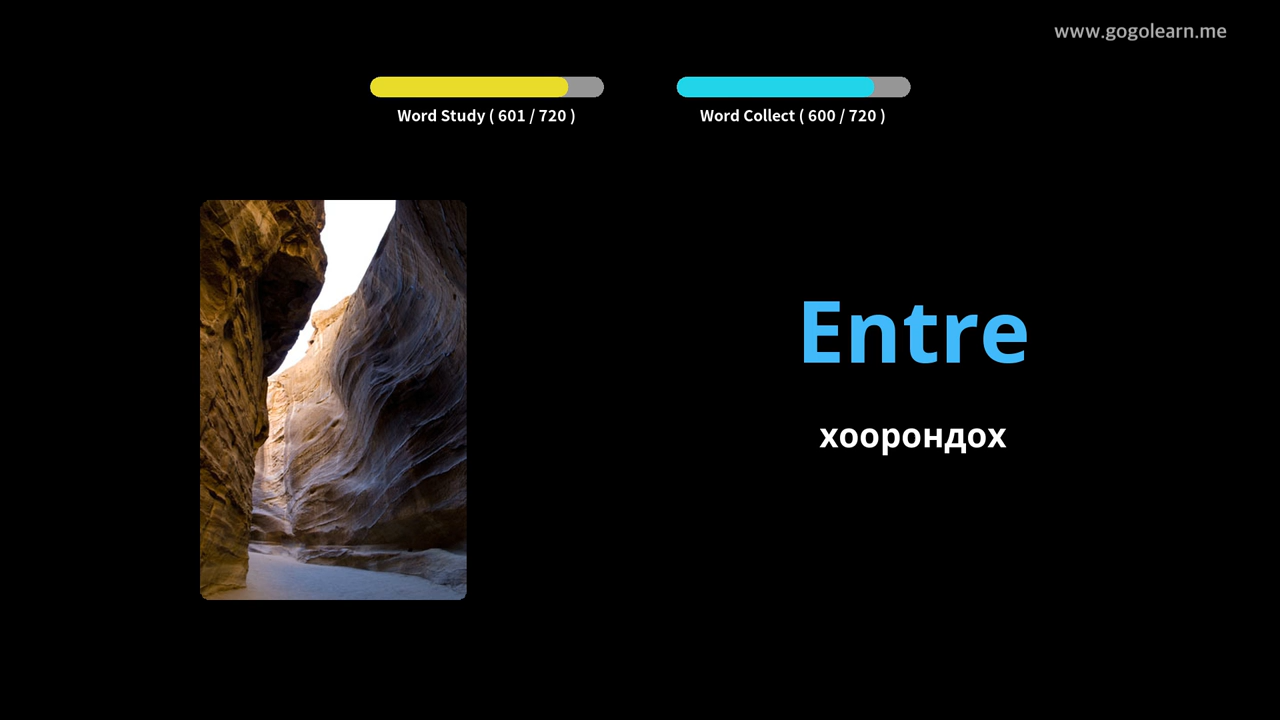 www.gogolearn.me
Word Study ( 601 / 720 )
Word Collect ( 600 / 720 )
Entre
хоорондох